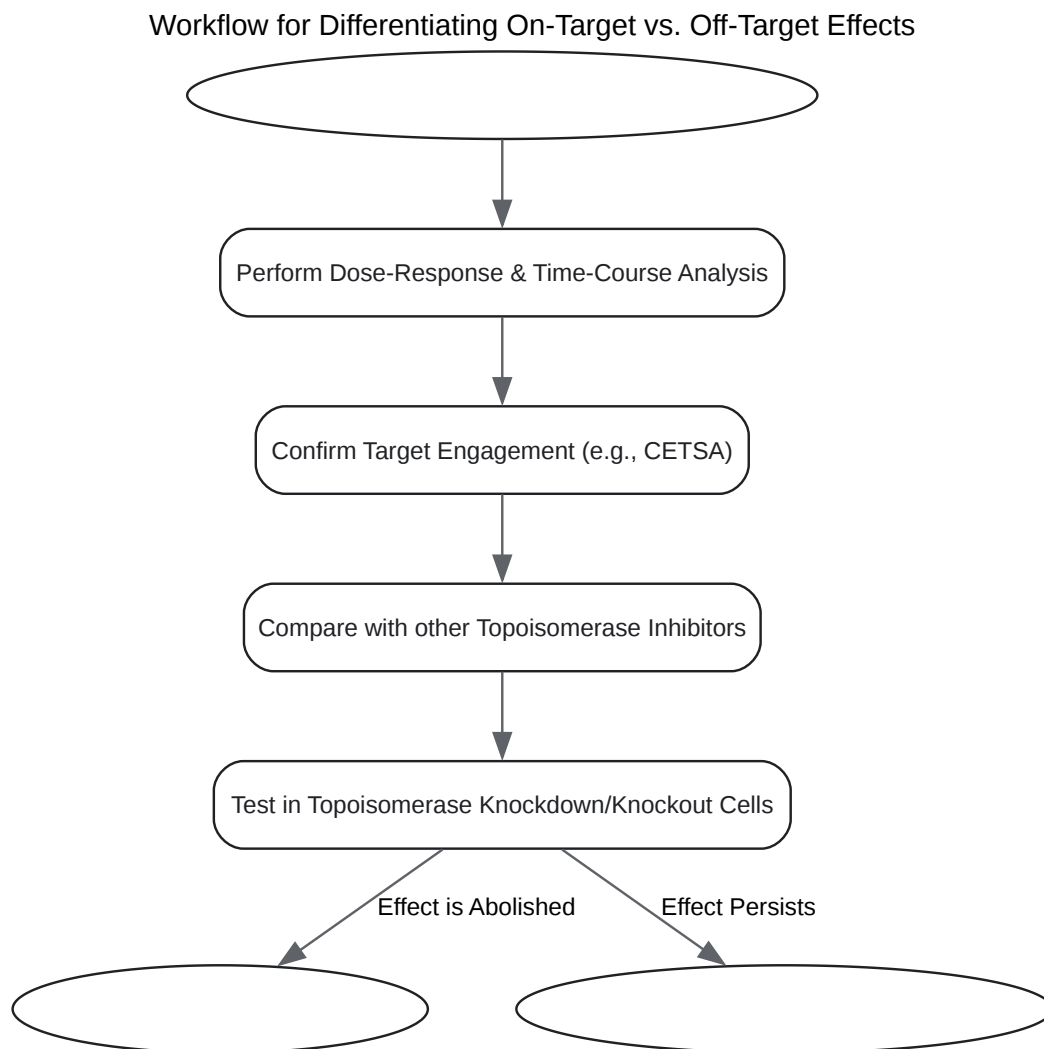 Workflow for Differentiating On-Target vs. Off-Target Effects
Perform Dose-Response & Time-Course Analysis
Confirm Target Engagement (e.g., CETSA)
Compare with other Topoisomerase Inhibitors
Test in Topoisomerase Knockdown/Knockout Cells
Effect is Abolished
Effect Persists